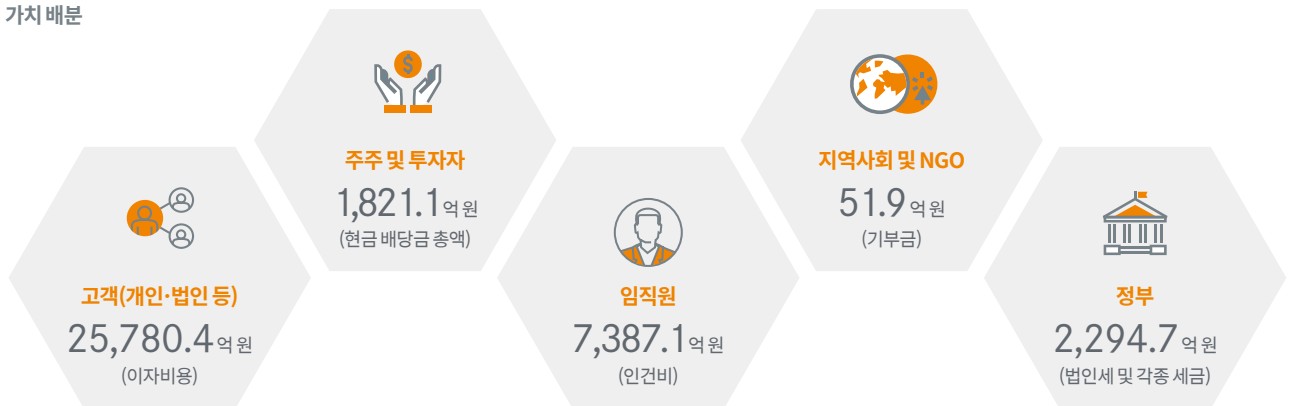 가치 배분
고객(개인·법인 등)
25,780.4억 원
(이자비용)
주주 및 투자자
1,821.1억 원
(현금 배당금 총액)
임직원
7,387.1억 원
(인건비)
지역사회 및 NGO
51.9억 원
(기부금)
정부
2,294.7억 원
(법인세 및 각종 세금)